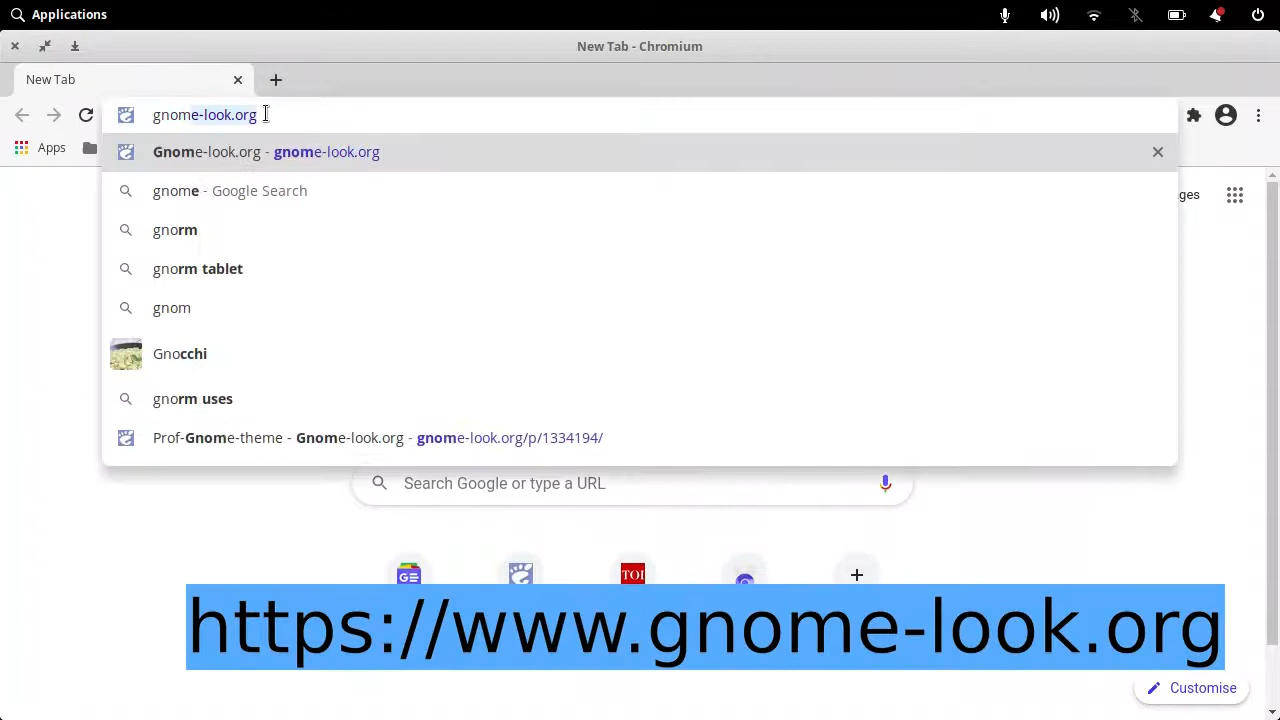 Applications
New Tab - Chromium
New Tab
gnome-look.org
Apps
Gnome-look.org - gnome-look.org
gnome - Google Search
ges
gnorm
gnorm tablet
gnom
Gnocchi
gnorm uses
Prof-Gnome-theme - Gnome-look.org - gnome-look.org/p/1334194/
Search Google or type a URL
GE
TOI
https://www.gnome-look.org
Customise